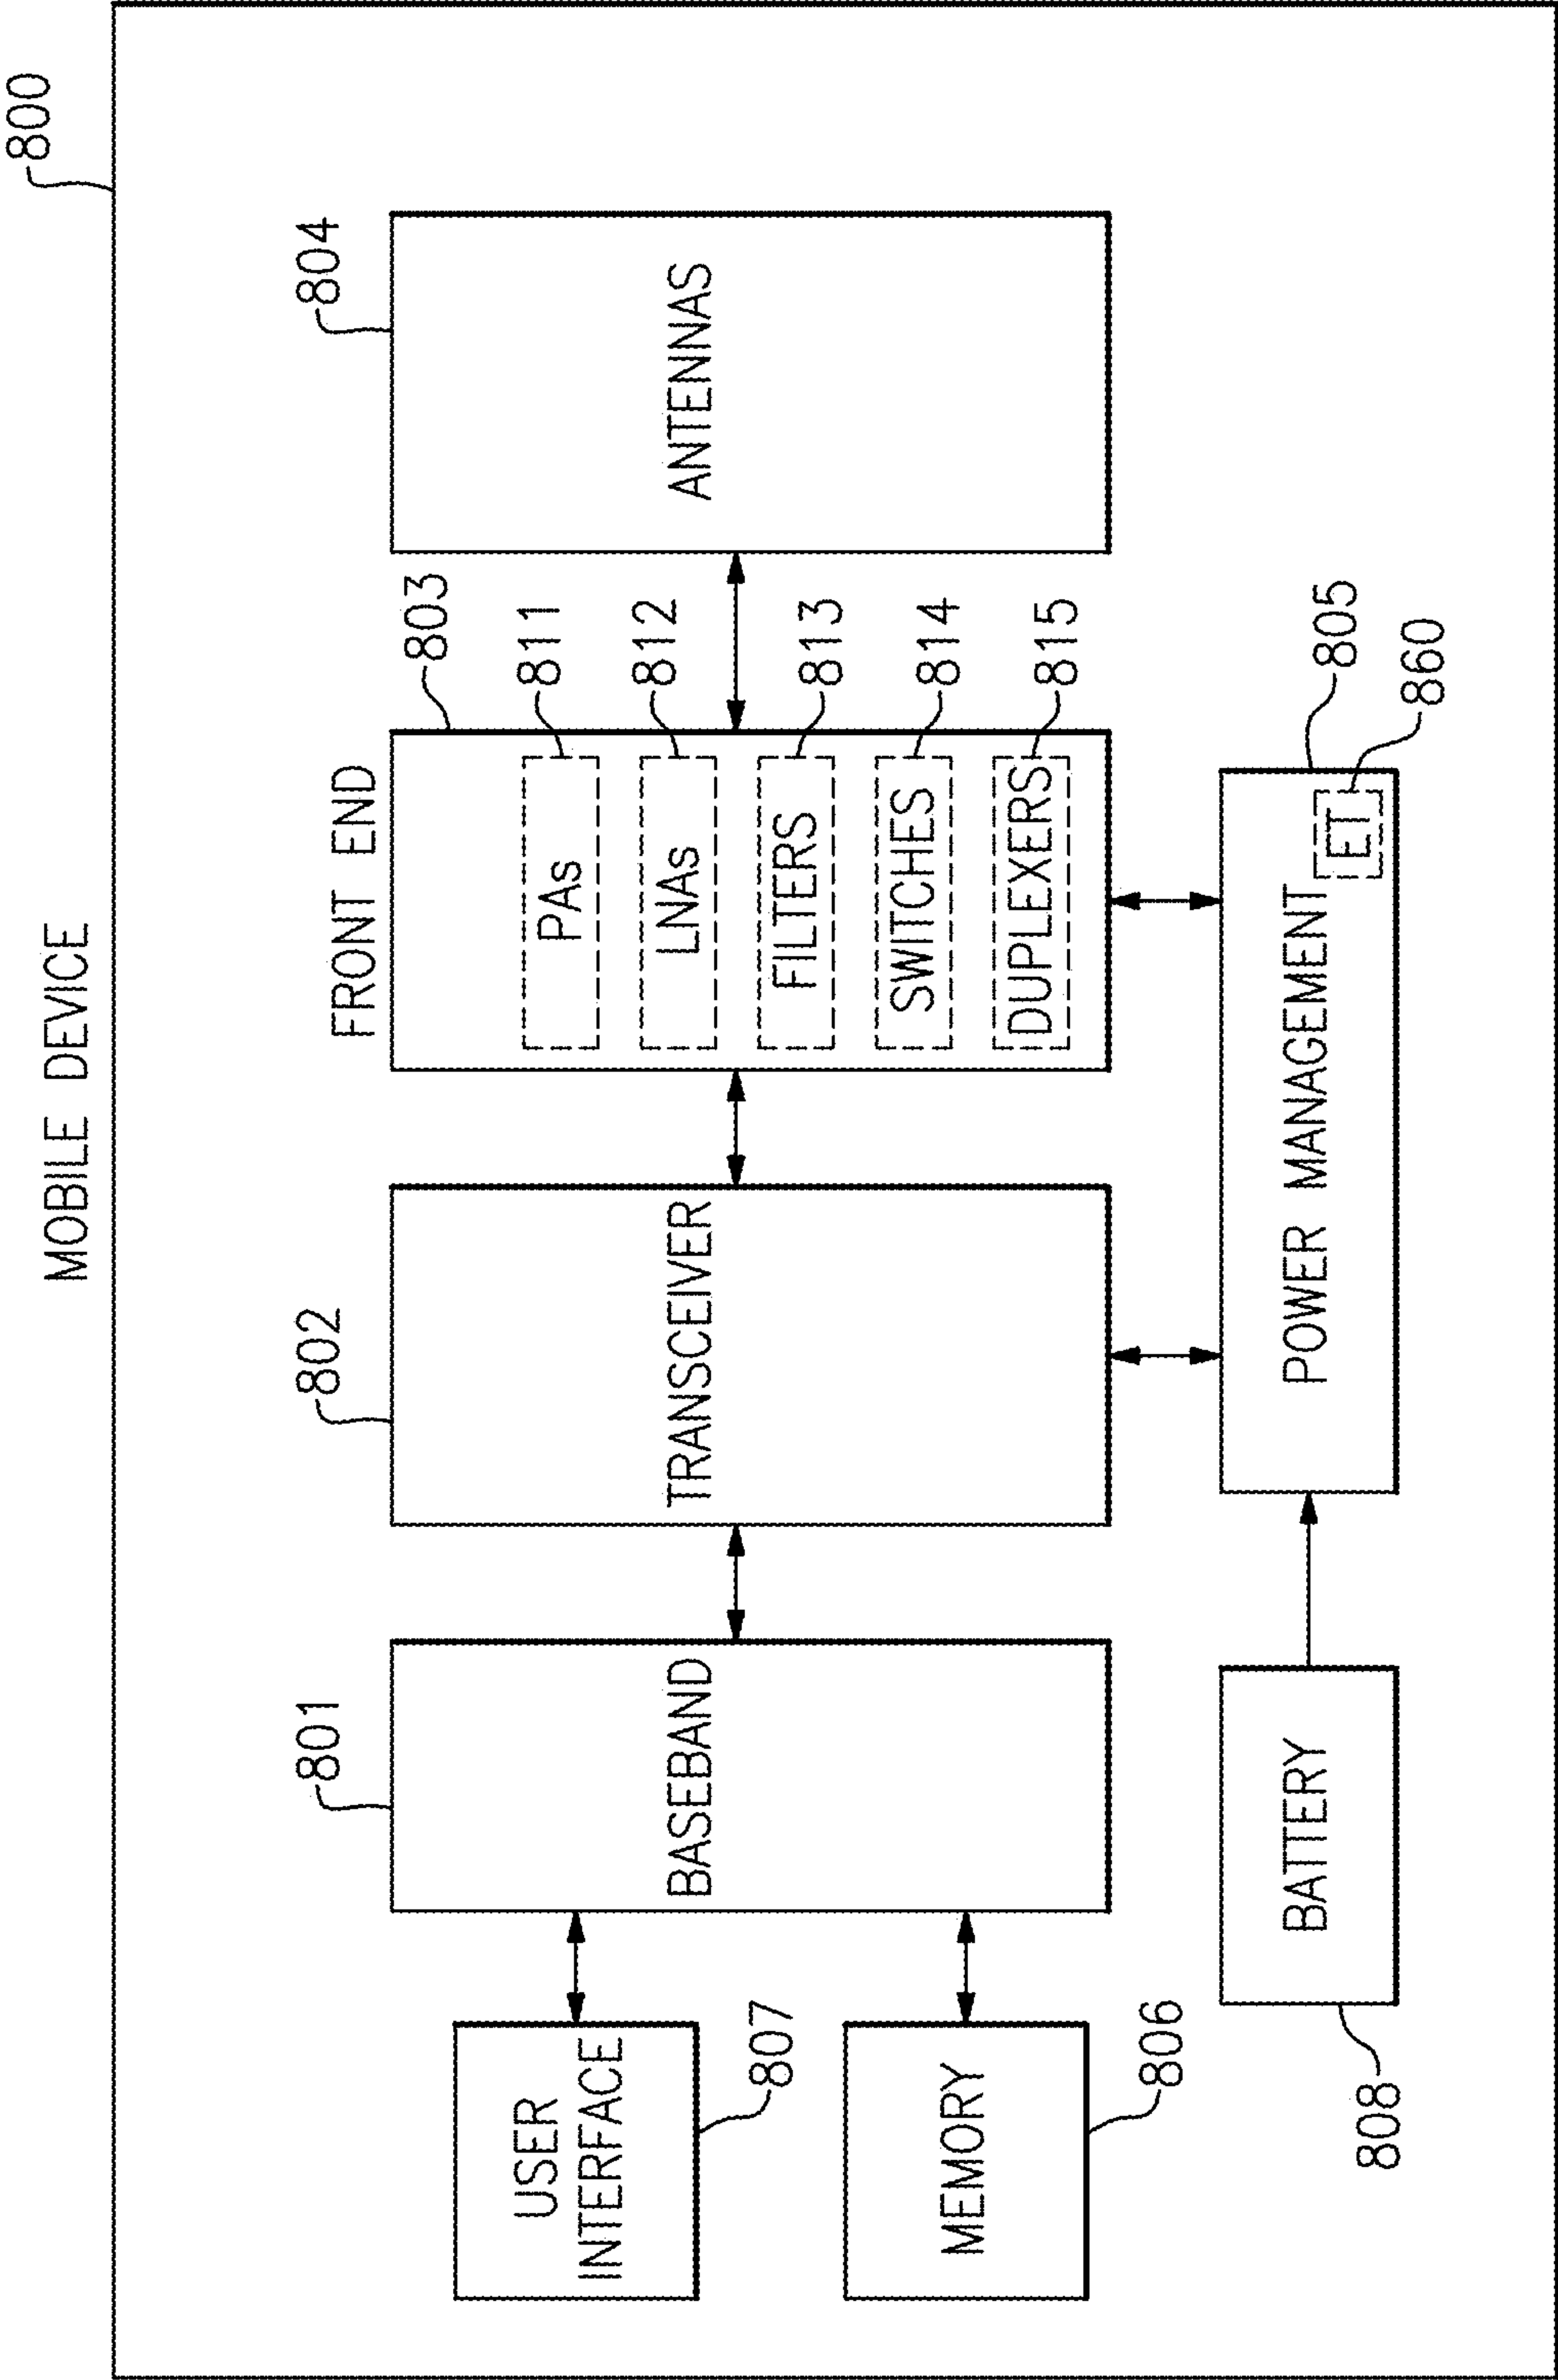 MOBILE DEVICE
800
801
802
FRONT END
803
804
USER
INTERFACE
807
MEMORY
806
BASEBAND
TRANSCEIVER
PAs
811
LNAs
812
FILTERS
813
SWITCHES
814
DUPLEXERS
815
ANTENNAS
808
BATTERY
POWER MANAGEMENT
ET
805
860